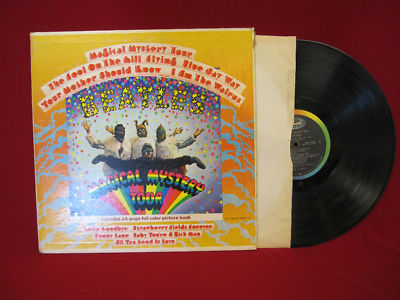 Magical Mystery Tour
The Fool On The Hill Flying Blue Jay Way
Your Mother Should Know I Am The Walrus
BEATLES
MAGICAL MYSTERY
TOUR
Includes 24-page full color picture book
Hello Goodbye Strawberry Fields Forever
Penny Lane Baby You're A Rich Man
All You Need Is Love